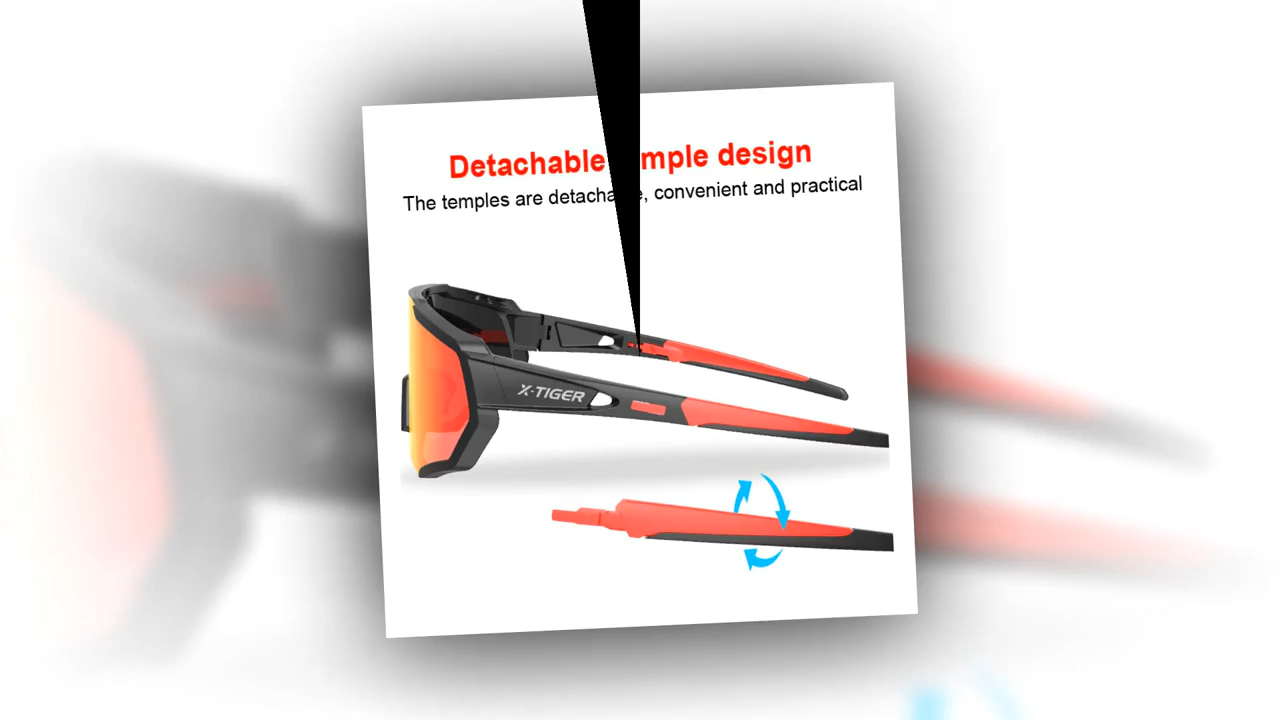 Detachable mple design
The temples are detacha , convenient and practical
X-TIGER